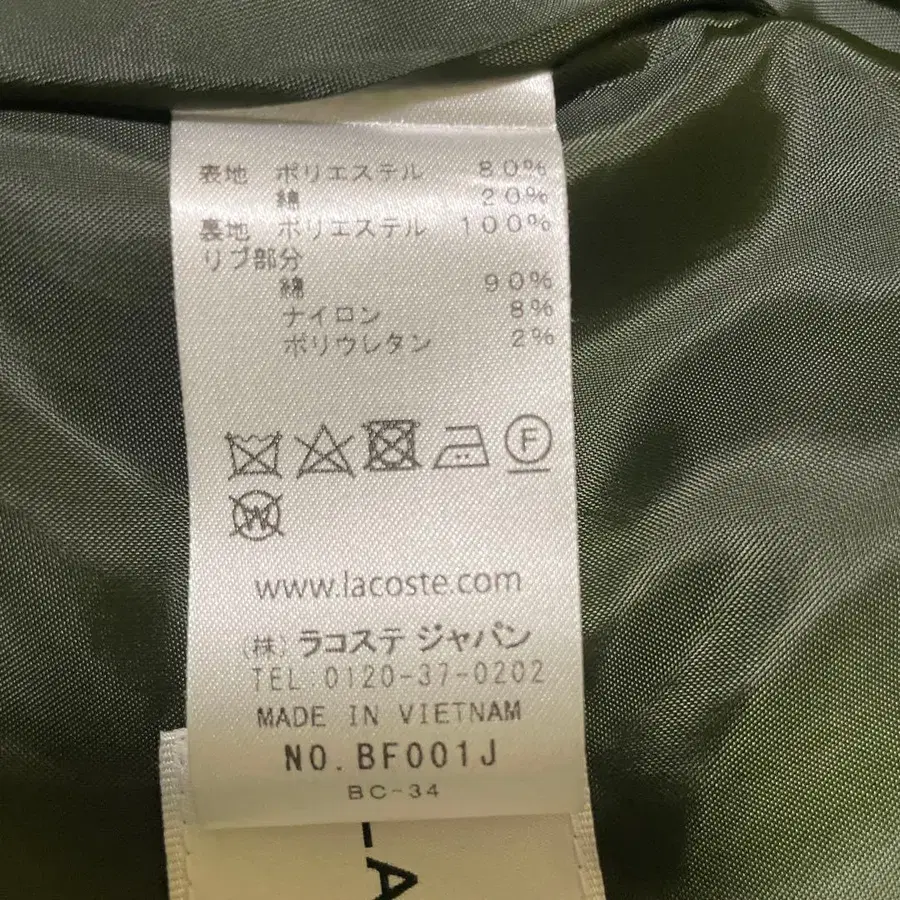 表地 ポリエステル 80%
綿 20%
裏地 ポリエステル 100%
リブ部分
綿 90%
ナイロン 8%
ポリウレタン 2%
F
W
www.lacoste.com
(株) ラコステ ジャパン
TEL:0120-37-0202
MADE IN VIETNAM
NO.BF001J
BC-34
LA